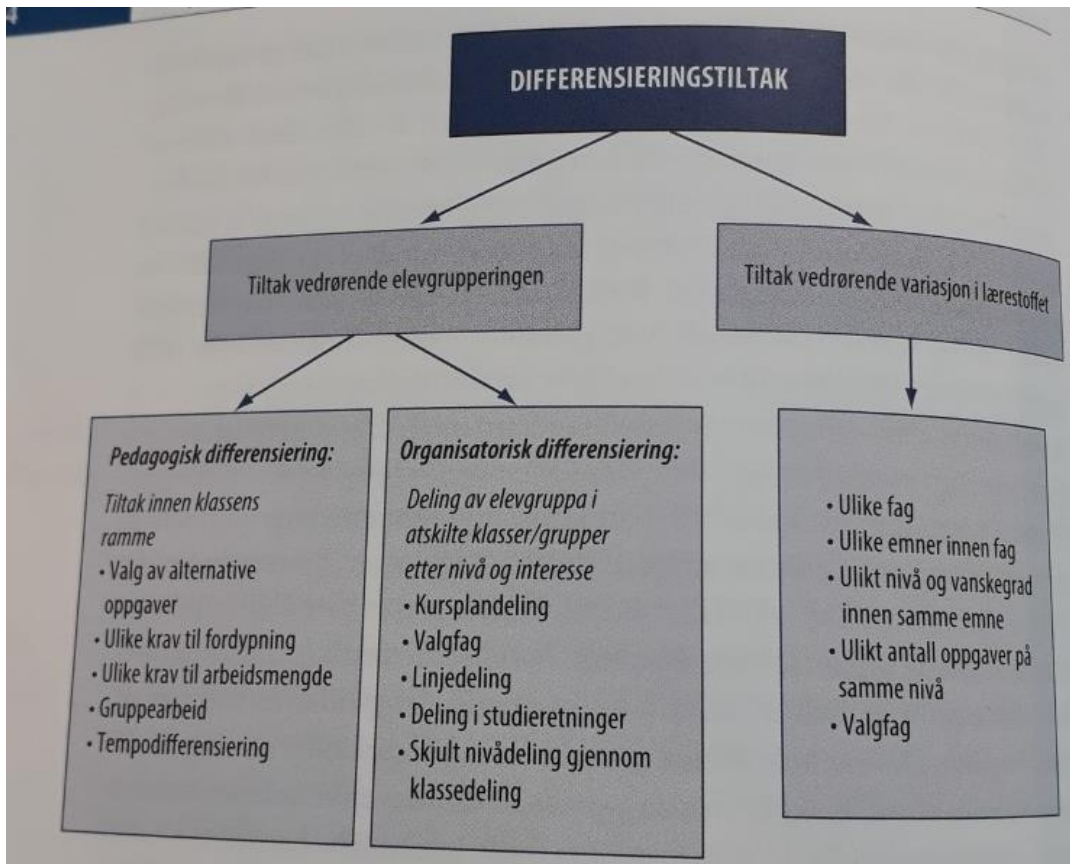 DIFFERENSIERINGSTILTAK
Tiltak vedrørende elevgrupperingen
Tiltak vedrørende variasjon i lærestoffet
Pedagogisk differensiering:
Tiltak innen klassens
ramme
• Valg av alternative
oppgaver
• Ulike krav til fordypning
• Ulike krav til arbeidsmengde
• Gruppearbeid
• Tempodifferensiering
Organisatorisk differensiering:
Deling av elevgruppa i
atskilte klasser/grupper
etter nivå og interesse
• Kursplandeling
• Valgfag
• Linjedeling
• Deling i studieretninger
• Skjult nivådeling gjennom
klassedeling
• Ulike fag
• Ulike emner innen fag
• Ulikt nivå og vanskegrad
innen samme emne
• Ulikt antall oppgaver på
samme nivå
• Valgfag